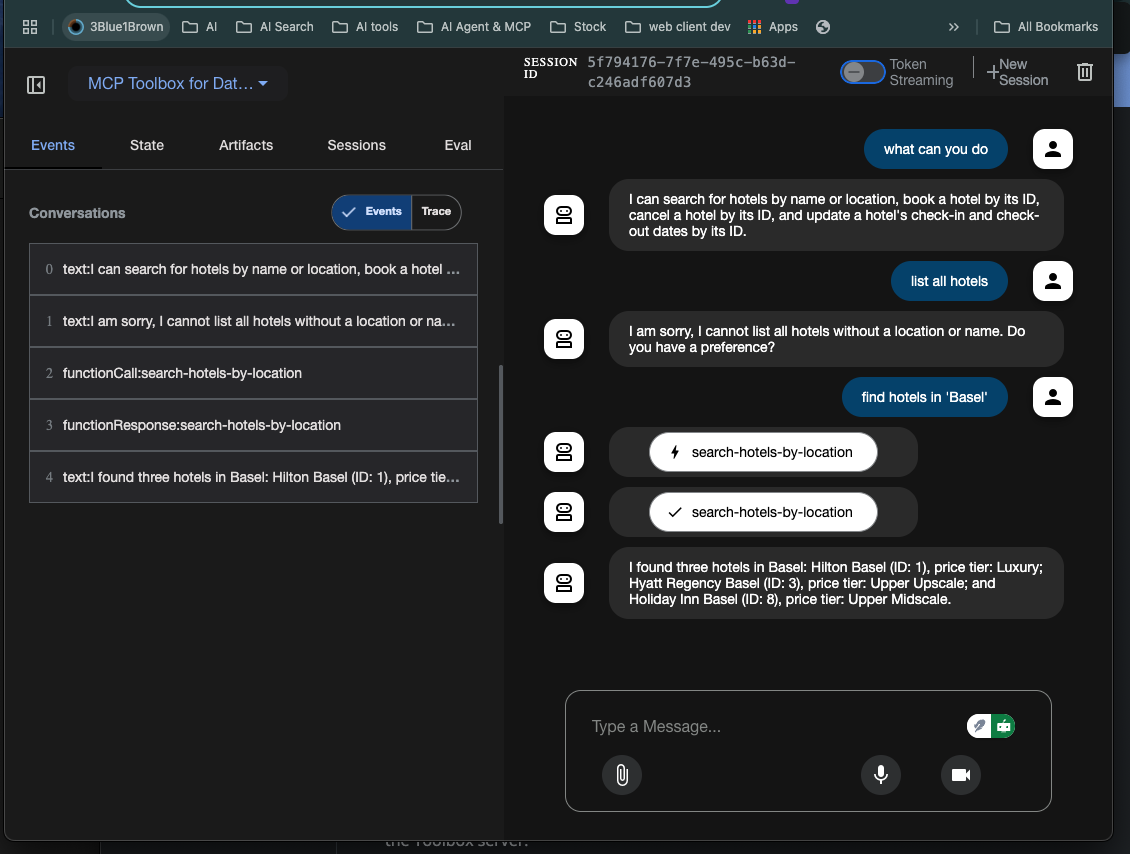 3Blue1Brown
AI
AI Search
AI tools
AI Agent & MCP
Stock
web client dev
Apps
»
All Bookmarks
MCP Toolbox for Dat...
SESSION ID
5f794176-7f7e-495c-b63d-
c246adf607d3
Token
Streaming
New
Session
Events
State
Artifacts
Sessions
Eval
Conversations
Events
Trace
0 text:I can search for hotels by name or location, book a hotel ...
1 text:I am sorry, I cannot list all hotels without a location or na...
2 functionCall:search-hotels-by-location
3 functionResponse:search-hotels-by-location
4 text:I found three hotels in Basel: Hilton Basel (ID: 1), price tie...
what can you do
I can search for hotels by name or location, book a hotel by its ID,
cancel a hotel by its ID, and update a hotel's check-in and check-
out dates by its ID.
list all hotels
I am sorry, I cannot list all hotels without a location or name. Do
you have a preference?
find hotels in 'Basel'
search-hotels-by-location
search-hotels-by-location
I found three hotels in Basel: Hilton Basel (ID: 1), price tier: Luxury;
Hyatt Regency Basel (ID: 3), price tier: Upper Upscale; and
Holiday Inn Basel (ID: 8), price tier: Upper Midscale.
Type a Message...
the Toolbox server.